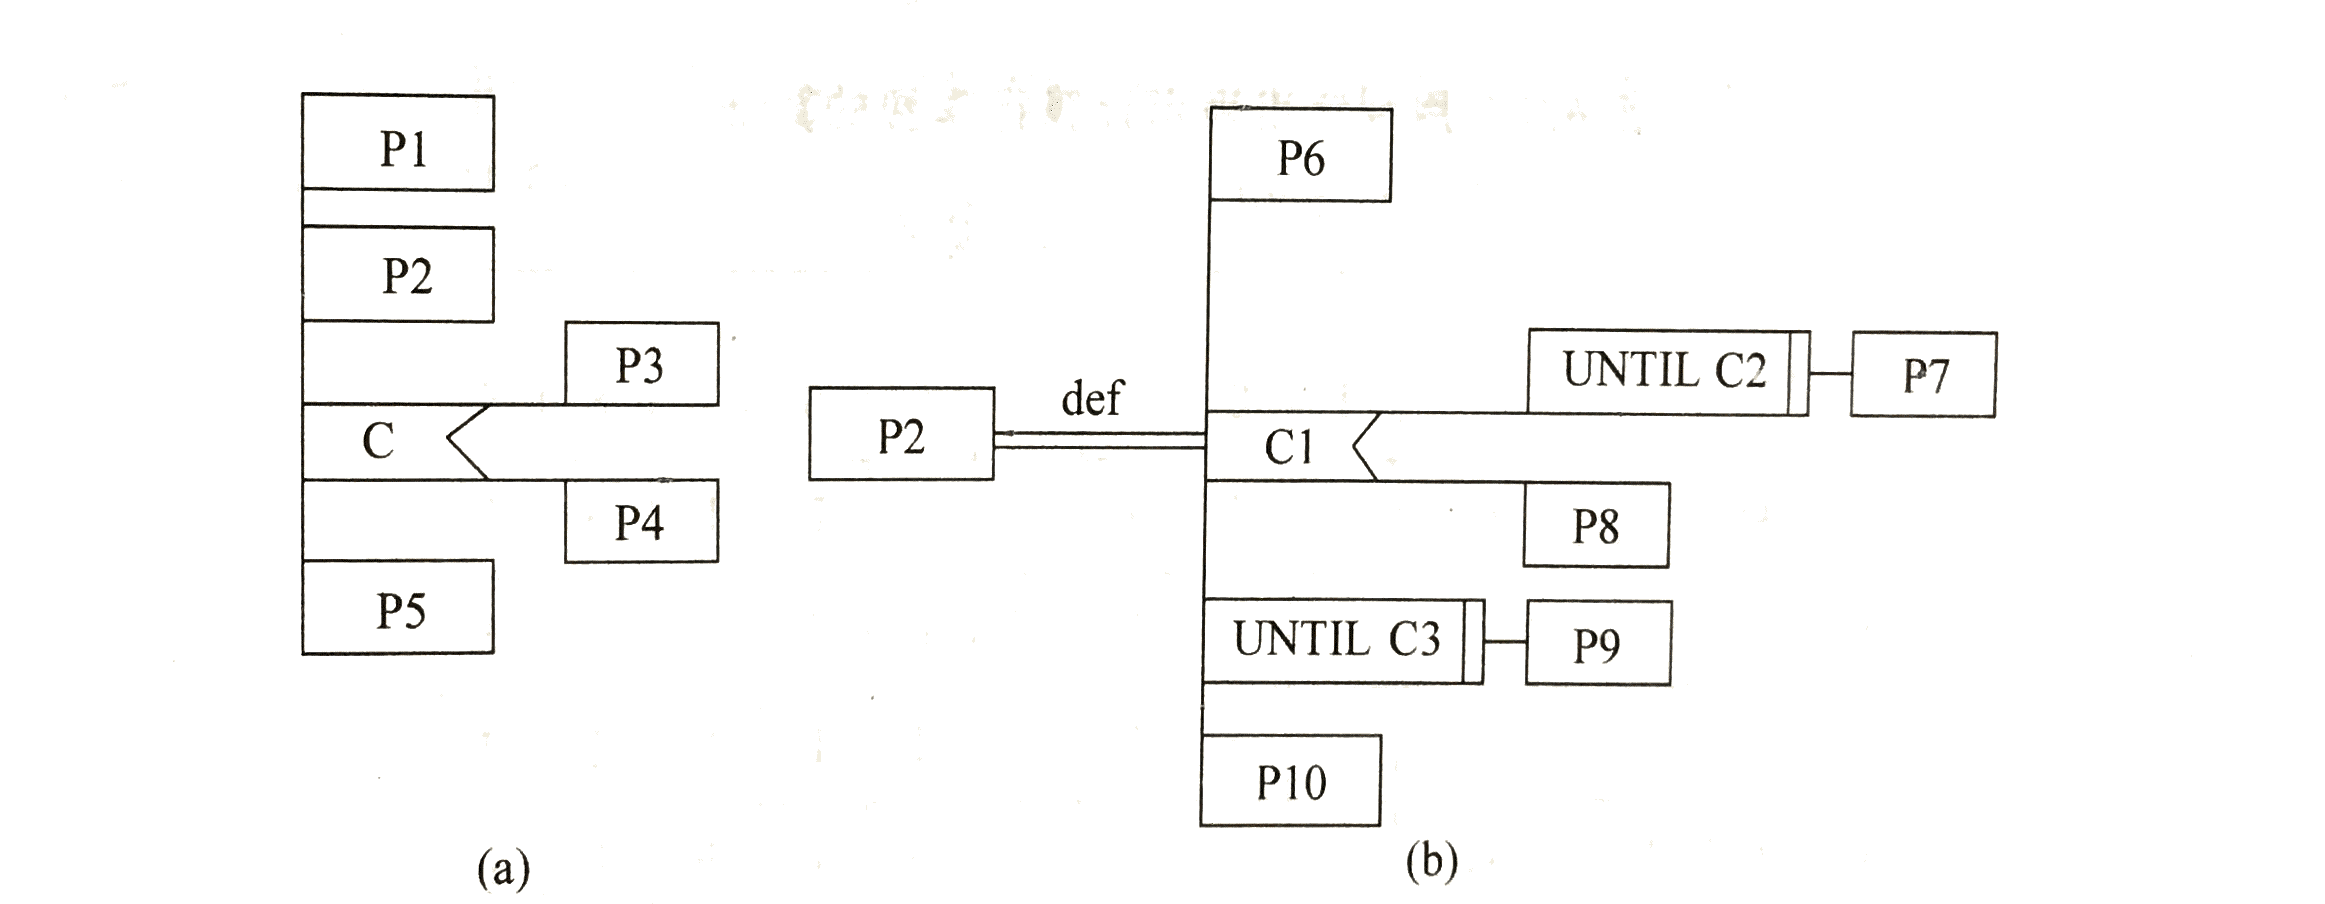 P1
P2
P3
C
P4
P5
(a)
P2
def
P6
UNTIL C2
P7
C1
P8
UNTIL C3
P9
P10
(b)